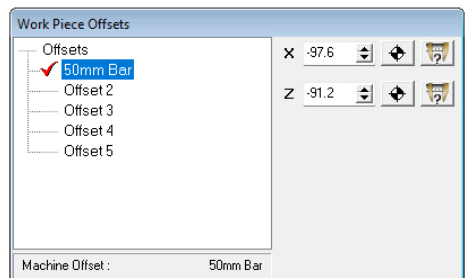 Work Piece Offsets
Offsets
50mm Bar
Offset 2
Offset 3
Offset 4
Offset 5
X -97.6 ?
Z -91.2 ?
Machine Offset : 50mm Bar